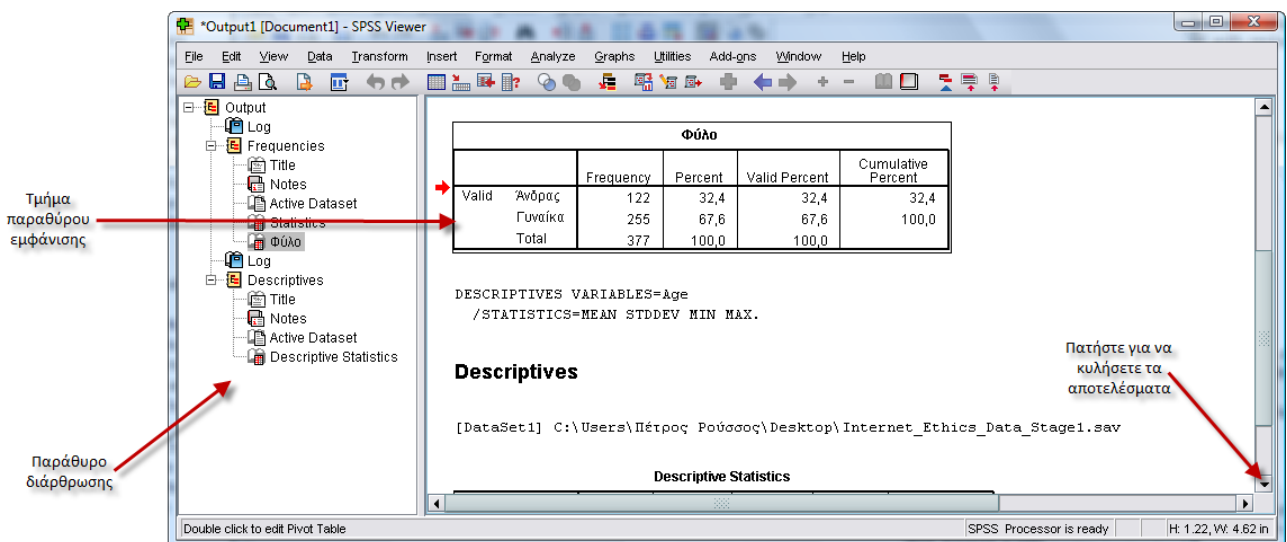 *Output1 [Document1] - SPSS Viewer
File Edit View Data Transform Insert Format Analyze Graphs Utilities Add-ons Window Help
Output
Log
Frequencies
Title
Notes
Active Dataset
Statistics
Φύλο
Log
Descriptives
Title
Notes
Active Dataset
Descriptive Statistics
Τμήμα
παραθύρου
εμφάνισης
Παράθυρο
διάρθρωσης
Φύλο
Frequency Percent Valid Percent Cumulative Percent
Valid Άνδρας 122 32,4 32,4 32,4
Γυναίκα 255 67,6 67,6 100,0
Total 377 100,0 100,0
DESCRIPTIVES VARIABLES=Age
/STATISTICS=MEAN STDDEV MIN MAX.
Descriptives
[DataSet1] C:\Users\Πέτρος Ρούσσος\Desktop\Internet_Ethics_Data_Stage1.sav
Descriptive Statistics
Πατήστε για να
κυλήσετε τα
αποτελέσματα
Double click to edit Pivot Table
SPSS Processor is ready
H: 1.22, W: 4.62 in